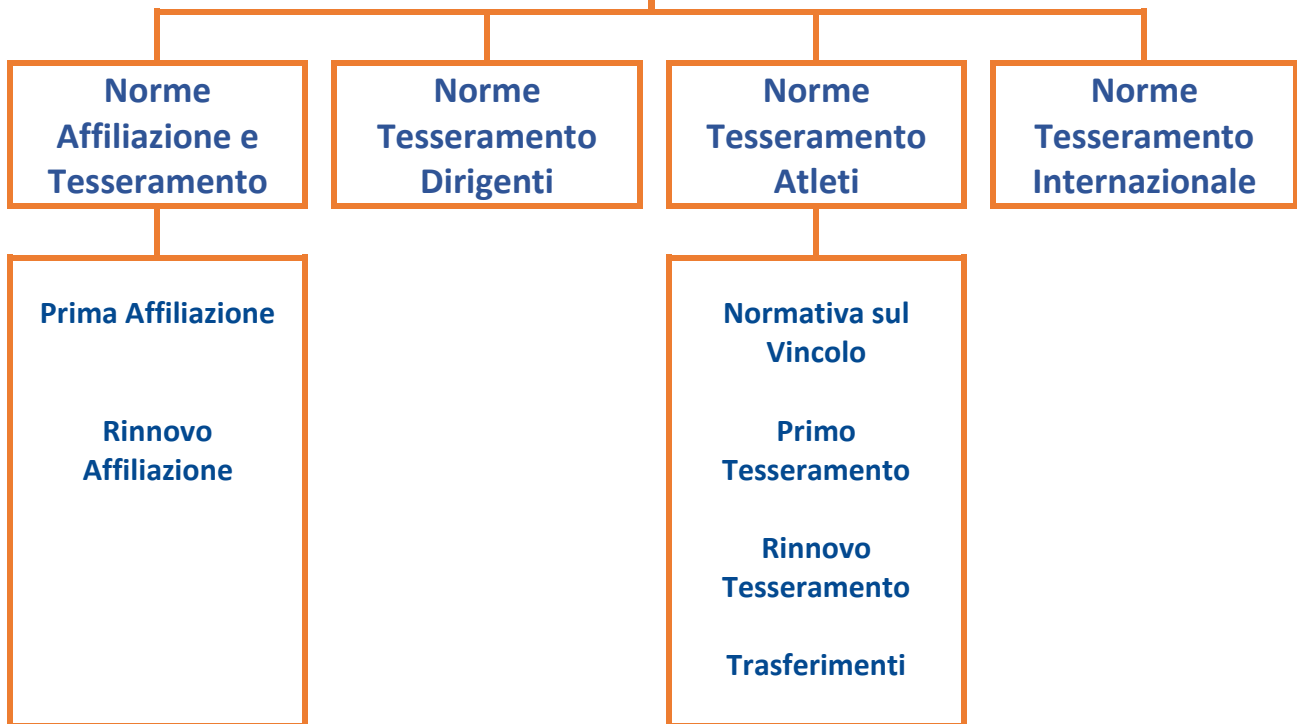 Norme
Affiliazione e
Tesseramento
Norme
Tesseramento
Dirigenti
Norme
Tesseramento
Atleti
Norme
Tesseramento
Internazionale
Prima Affiliazione
Rinnovo
Affiliazione
Normativa sul
Vincolo
Primo
Tesseramento
Rinnovo
Tesseramento
Trasferimenti